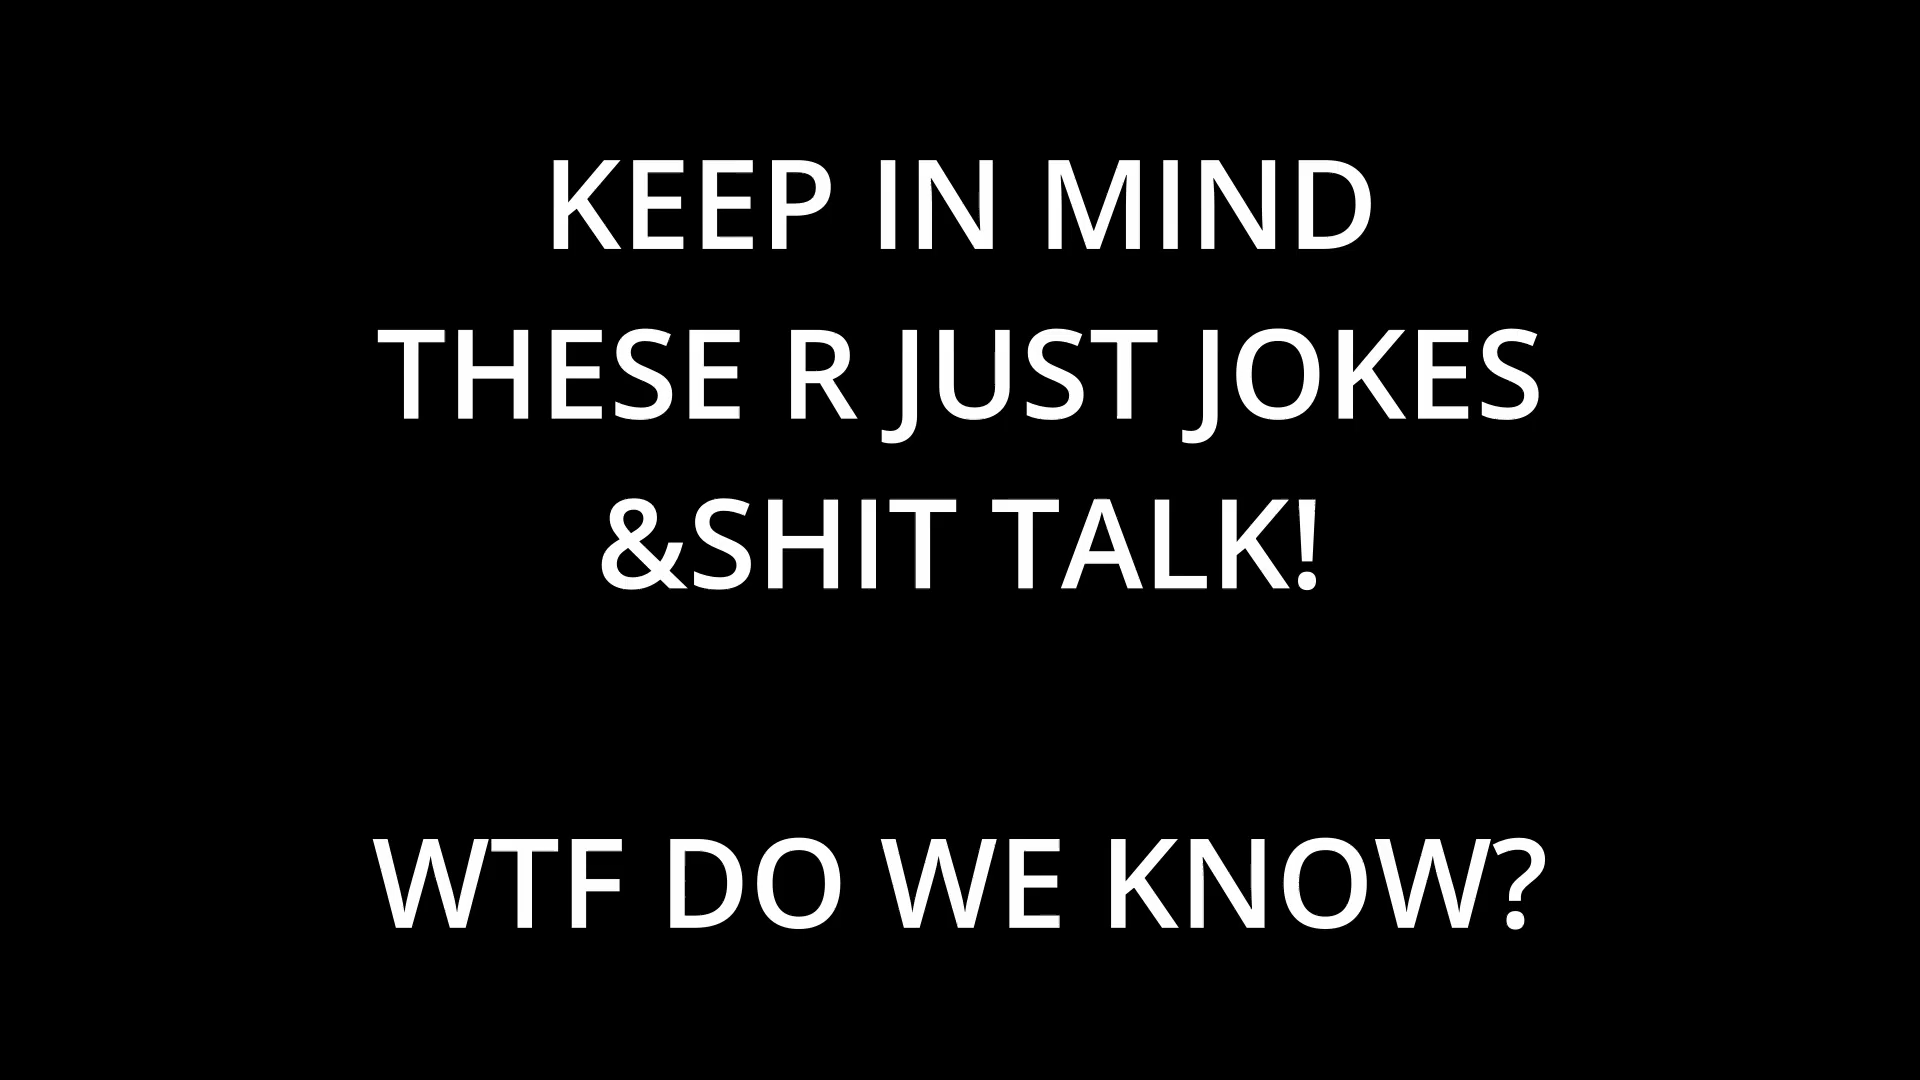 KEEP IN MIND
THESE R JUST JOKES
&SHIT TALK!
WTF DO WE KNOW?